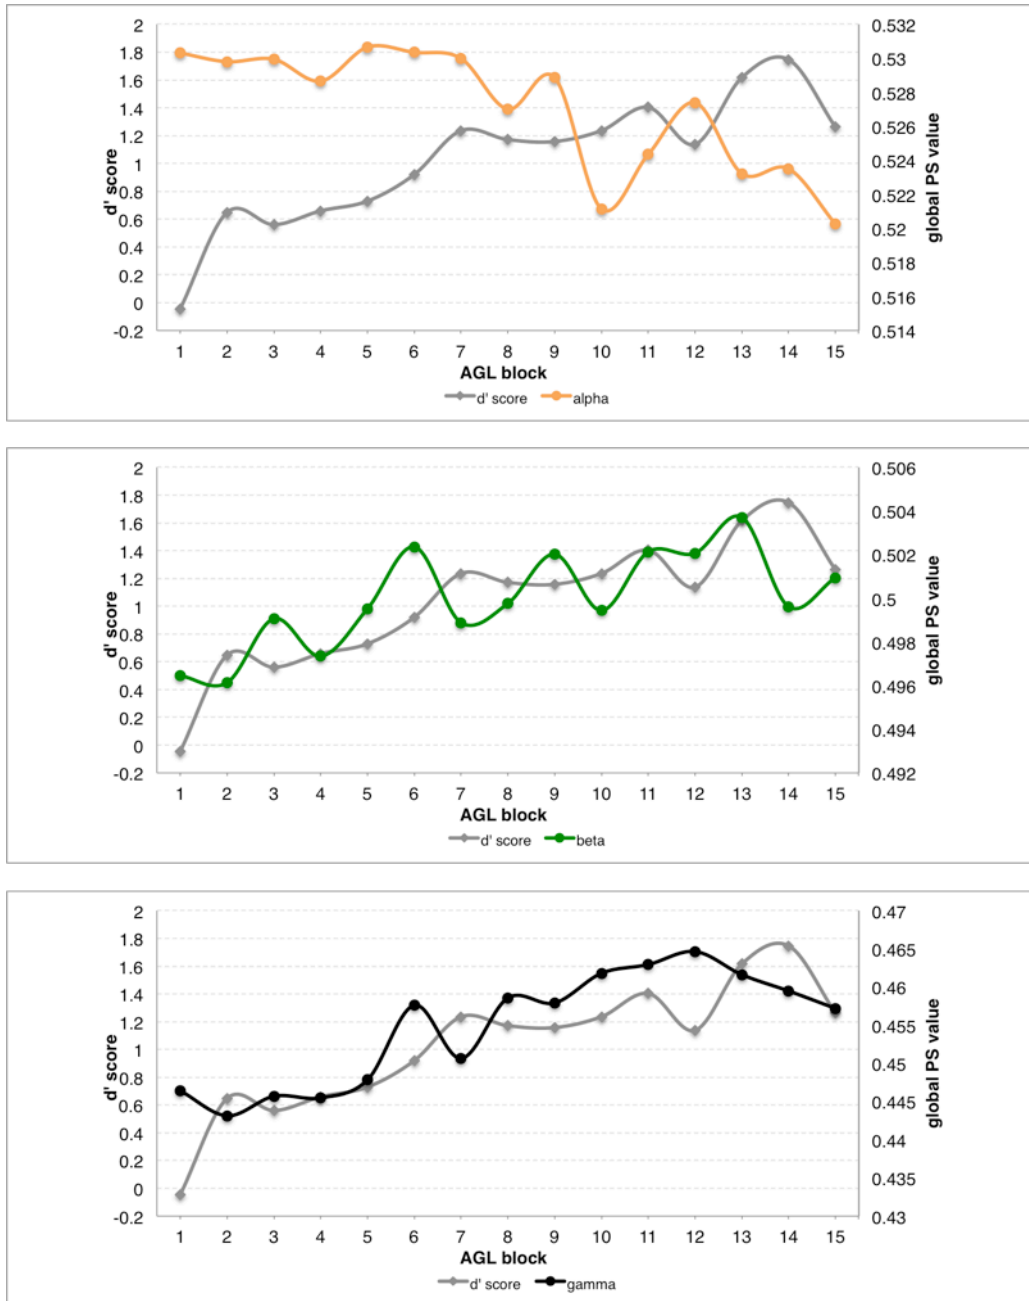 2 0.532
1.8 0.53
1.6 0.528
1.4 0.526
1.2
1 0.524
0.8 0.522
0.6 0.52
0.4 0.518
0.2
0 0.516
-0.2 0.514
d' score
global PS value
1 2 3 4 5 6 7 8 9 10 11 12 13 14 15
AGL block
d' score alpha
2 0.506
1.8 0.504
1.6
1.4 0.502
1.2
1 0.5
0.8 0.498
0.6
0.4 0.496
0.2 0.494
0
-0.2 0.492
d' score
global PS value
1 2 3 4 5 6 7 8 9 10 11 12 13 14 15
AGL block
d' score beta
2 0.47
1.8 0.465
1.6
1.4 0.46
1.2 0.455
1 0.45
0.8 0.445
0.6
0.4 0.44
0.2 0.435
0
-0.2 0.43
d' score
global PS value
1 2 3 4 5 6 7 8 9 10 11 12 13 14 15
AGL block
d' score gamma